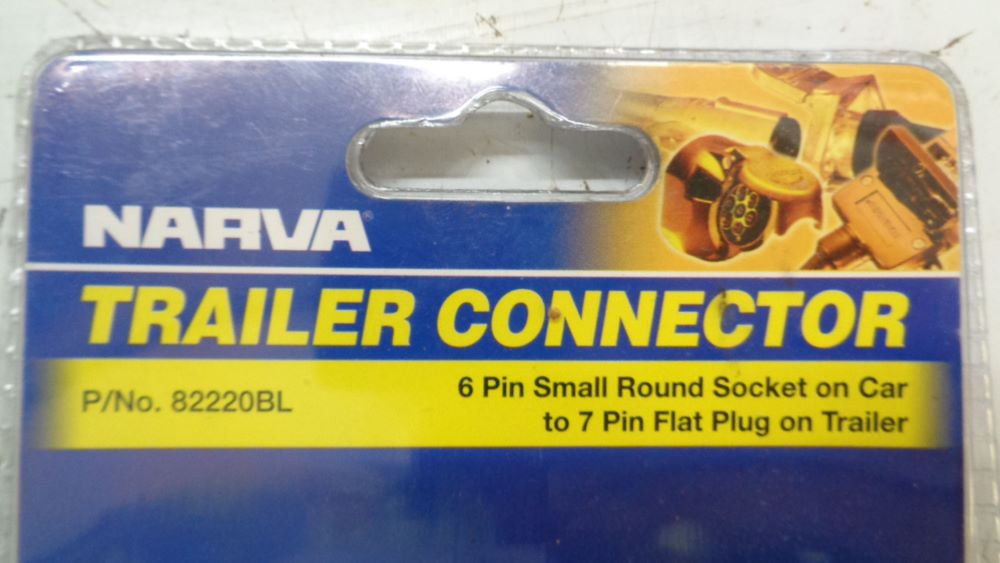 NARVA®
TRAILER CONNECTOR
P/No. 82220BL
6 Pin Small Round Socket on Car
to 7 Pin Flat Plug on Trailer